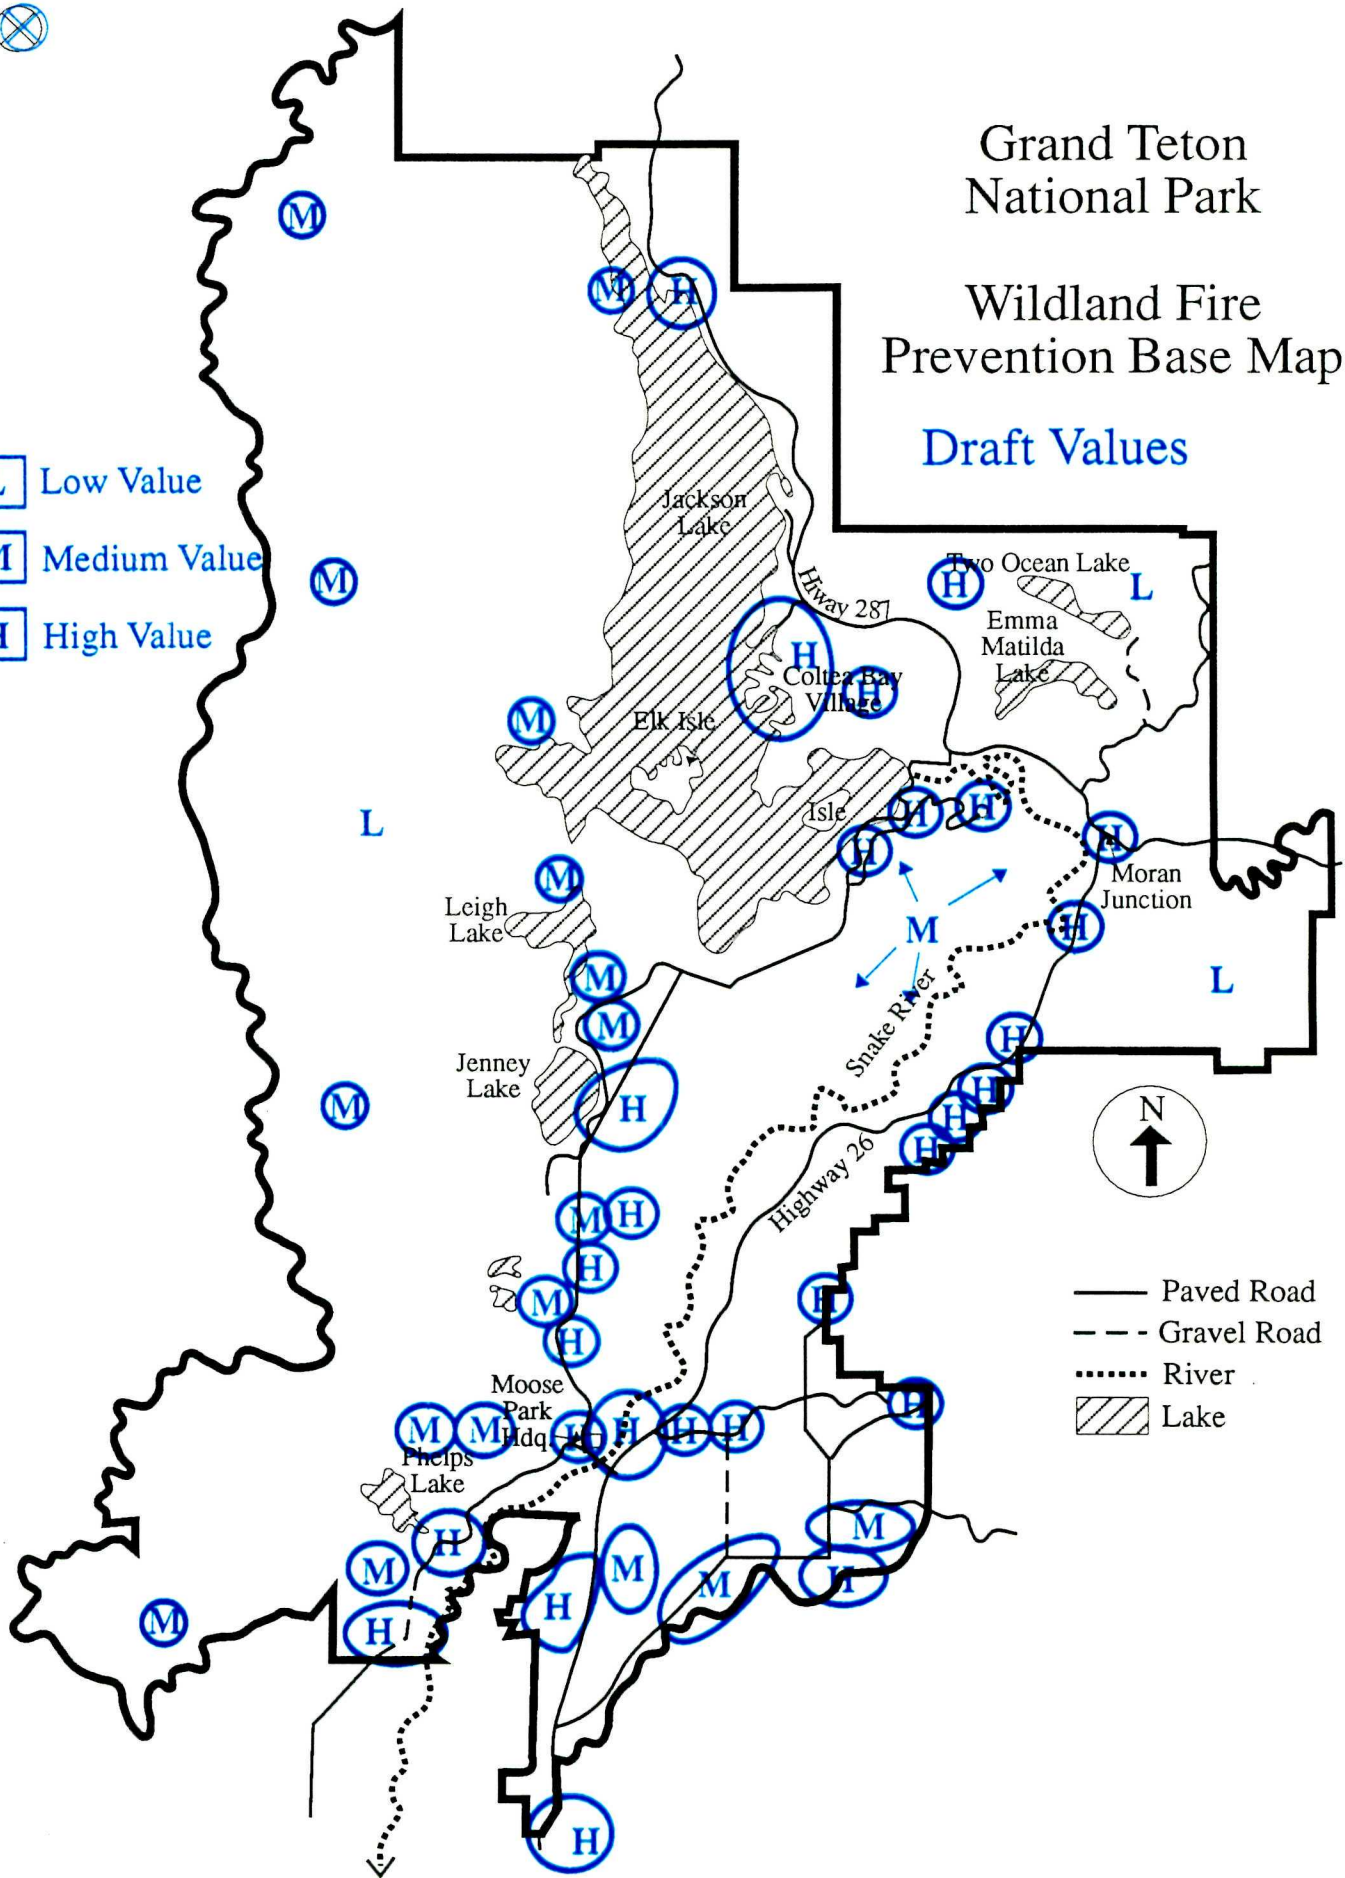 Grand Teton
National Park
Wildland Fire
Prevention Base Map
Draft Values
L Low Value
M Medium Value
H High Value
M
M
H
Jackson
Lake
M
Hiway 287
H
Two Ocean Lake
L
Emma
Matilda
Lake
H
Coltea Bay
Village
H
M
Elk Isle
L
Isle
H
H
H
H
Moran
Junction
M
Leigh
Lake
M
H
L
M
M
Snake River
H
Jenney
Lake
H
M
H
H
H
Highway 26
N
M
H
H
M
H
H
Paved Road
Gravel Road
River
Lake
Moose
Park
Hdq.
M
M
H
H
H
H
H
Phelps
Lake
H
M
M
H
M
M
H
H
M
H
H